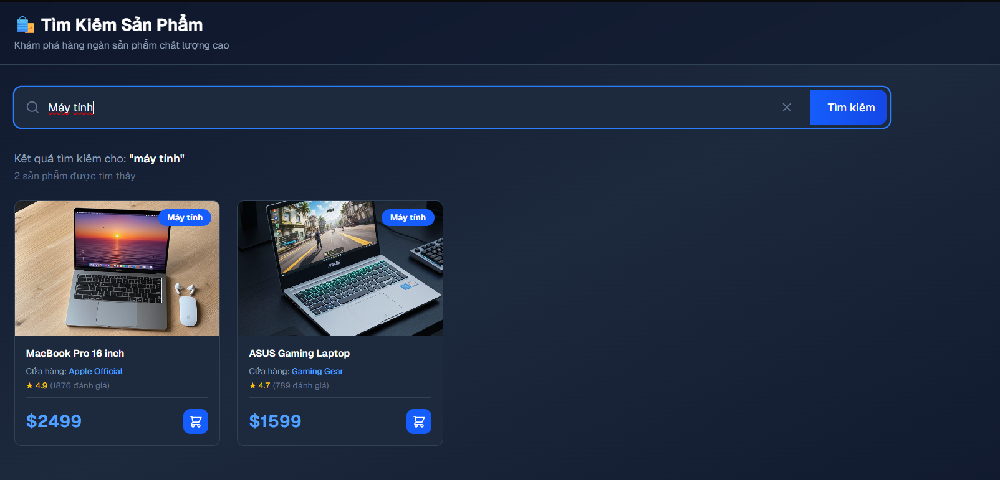 Tìm Kiếm Sản Phẩm
Khám phá hàng ngàn sản phẩm chất lượng cao
Máy tính
Tìm kiếm
Kết quả tìm kiếm cho: "máy tính"
2 sản phẩm được tìm thấy
Máy tính
Máy tính
ASUS
MacBook Pro 16 inch
Cửa hàng: Apple Official
★ 4.9 (1876 đánh giá)
$2499
ASUS Gaming Laptop
Cửa hàng: Gaming Gear
★ 4.7 (789 đánh giá)
$1599